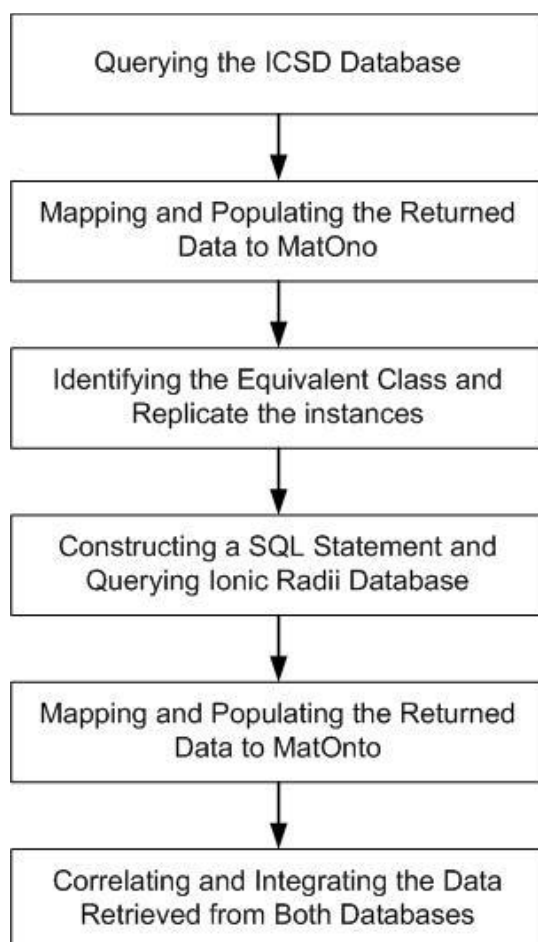 Querying the ICSD Database
Mapping and Populating the Returned
Data to MatOno
Identifying the Equivalent Class and
Replicate the instances
Constructing a SQL Statement and
Querying Ionic Radii Database
Mapping and Populating the Returned
Data to MatOnto
Correlating and Integrating the Data
Retrieved from Both Databases